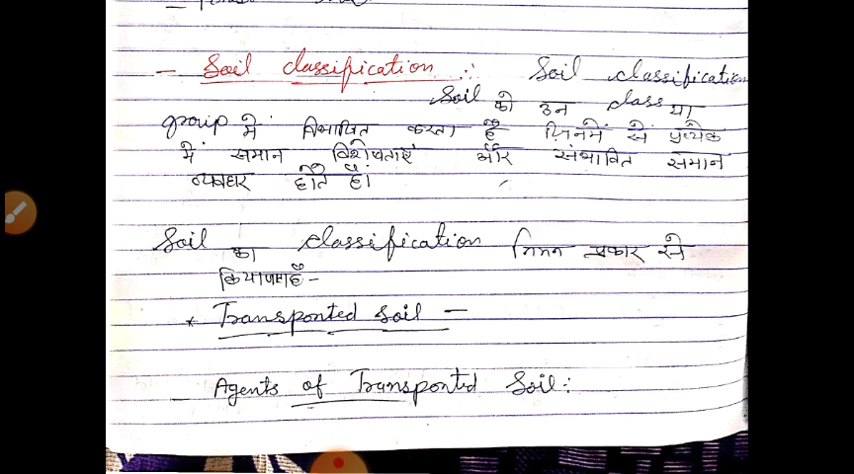 - Soil classification :- Soil classification
Soil को उन class या
group में विभाजित करता है जिनमें से प्रत्येक
में समान विशेषताएं और संभावित समान
व्यवहार होते हैं।
Soil का classification निम्न प्रकार से
किया जाता है -
* Transported Soil -
- Agents of Transported Soil :